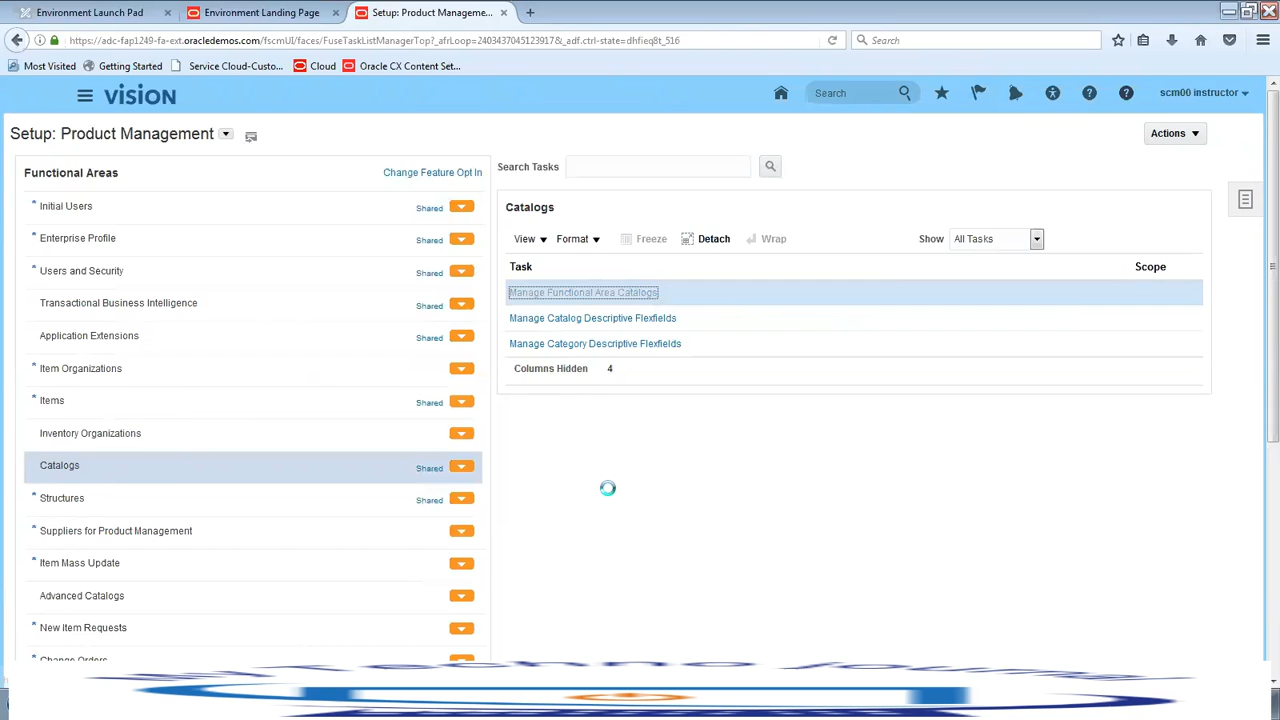 Environment Launch Pad
Environment Landing Page
Setup: Product Manageme...
https://adc-fap1249-fa-ext.oracledemos.com/fscmUI/faces/FuseTaskListManagerTop?_afrLoop=2403437045123917&_adf.ctrl-state=dhfieq8t_516
Search
Most Visited
Getting Started
Service Cloud-Custo...
Cloud
Oracle CX Content Set...
VISION
Search
scm00 instructor
Setup: Product Management
Actions
Functional Areas
Change Feature Opt In
Search Tasks
Initial Users Shared
Enterprise Profile Shared
Users and Security Shared
Transactional Business Intelligence Shared
Application Extensions Shared
Item Organizations
Items Shared
Inventory Organizations
Catalogs Shared
Structures Shared
Suppliers for Product Management
Item Mass Update
Advanced Catalogs
New Item Requests
Change Orders
Catalogs
View Format Freeze Detach Wrap Show All Tasks
Task Scope
Manage Functional Area Catalogs
Manage Catalog Descriptive Flexfields
Manage Category Descriptive Flexfields
Columns Hidden 4